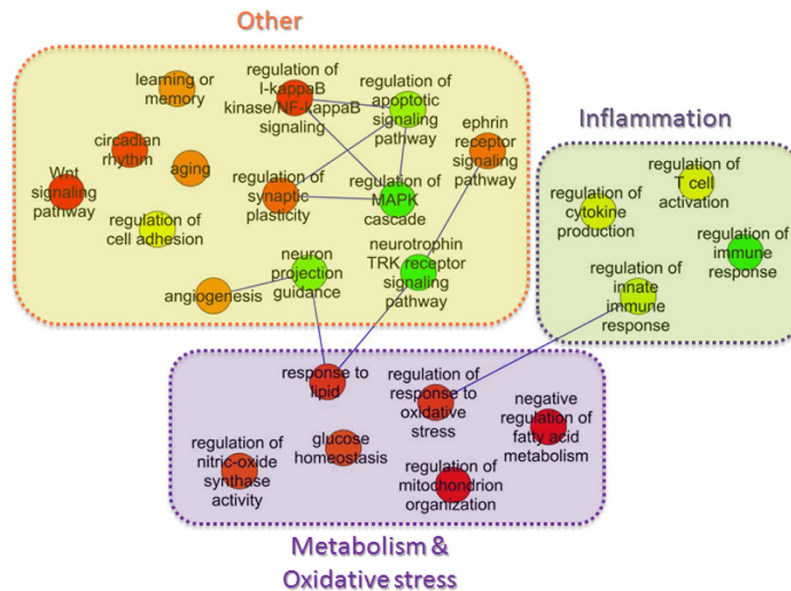 Other
learning or
memory
regulation of
I-kappaB
kinase/NF-kappaB
signaling
regulation of
apoptotic
signaling
pathway
ephrin
receptor
signaling
pathway
circadian
rhythm
aging
Wnt
signaling
pathway
regulation of
synaptic
plasticity
regulation of
MAPK
cascade
regulation of
cell adhesion
neuron
projection
guidance
neurotrophin
TRK receptor
signaling
pathway
angiogenesis
Inflammation
regulation of
T cell
activation
regulation of
cytokine
production
regulation of
immune
response
regulation of
innate
immune
response
response to
lipid
regulation of
response to
oxidative
stress
negative
regulation of
fatty acid
metabolism
regulation of
nitric-oxide
synthase
activity
glucose
homeostasis
regulation of
mitochondrion
organization
Metabolism &
Oxidative stress